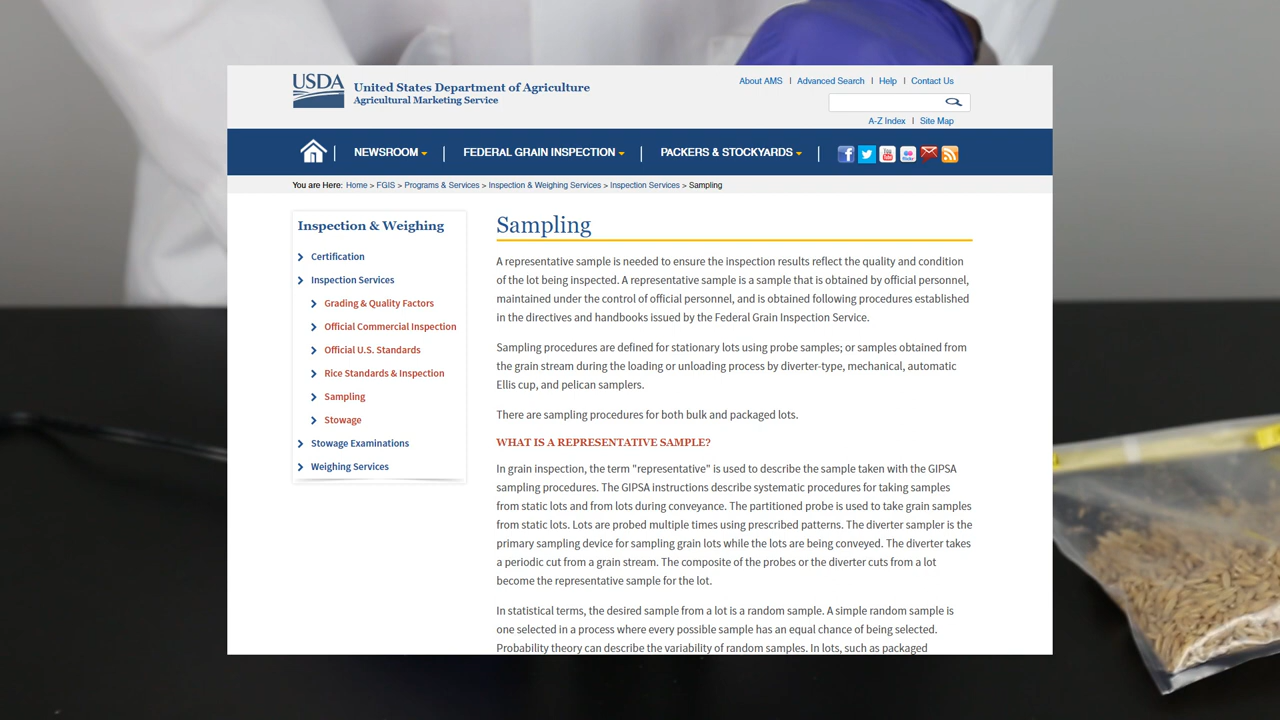 USDA
United States Department of Agriculture
Agricultural Marketing Service
About AMS | Advanced Search | Help | Contact Us
A-Z Index | Site Map
NEWSROOM | FEDERAL GRAIN INSPECTION | PACKERS & STOCKYARDS |
You are Here: Home > FGIS > Programs & Services > Inspection & Weighing Services > Inspection Services > Sampling
Inspection & Weighing
Certification
Inspection Services
Grading & Quality Factors
Official Commercial Inspection
Official U.S. Standards
Rice Standards & Inspection
Sampling
Stowage
Stowage Examinations
Weighing Services
Sampling
A representative sample is needed to ensure the inspection results reflect the quality and condition
of the lot being inspected. A representative sample is a sample that is obtained by official personnel,
maintained under the control of official personnel, and is obtained following procedures established
in the directives and handbooks issued by the Federal Grain Inspection Service.
Sampling procedures are defined for stationary lots using probe samples; or samples obtained from
the grain stream during the loading or unloading process by diverter-type, mechanical, automatic
Ellis cup, and pelican samplers.
There are sampling procedures for both bulk and packaged lots.
WHAT IS A REPRESENTATIVE SAMPLE?
In grain inspection, the term "representative" is used to describe the sample taken with the GIPSA
sampling procedures. The GIPSA instructions describe systematic procedures for taking samples
from static lots and from lots during conveyance. The partitioned probe is used to take grain samples
from static lots. Lots are probed multiple times using prescribed patterns. The diverter sampler is the
primary sampling device for sampling grain lots while the lots are being conveyed. The diverter takes
a periodic cut from a grain stream. The composite of the probes or the diverter cuts from a lot
become the representative sample for the lot.
In statistical terms, the desired sample from a lot is a random sample. A simple random sample is
one selected in a process where every possible sample has an equal chance of being selected.
Probability theory can describe the variability of random samples. In lots, such as packaged